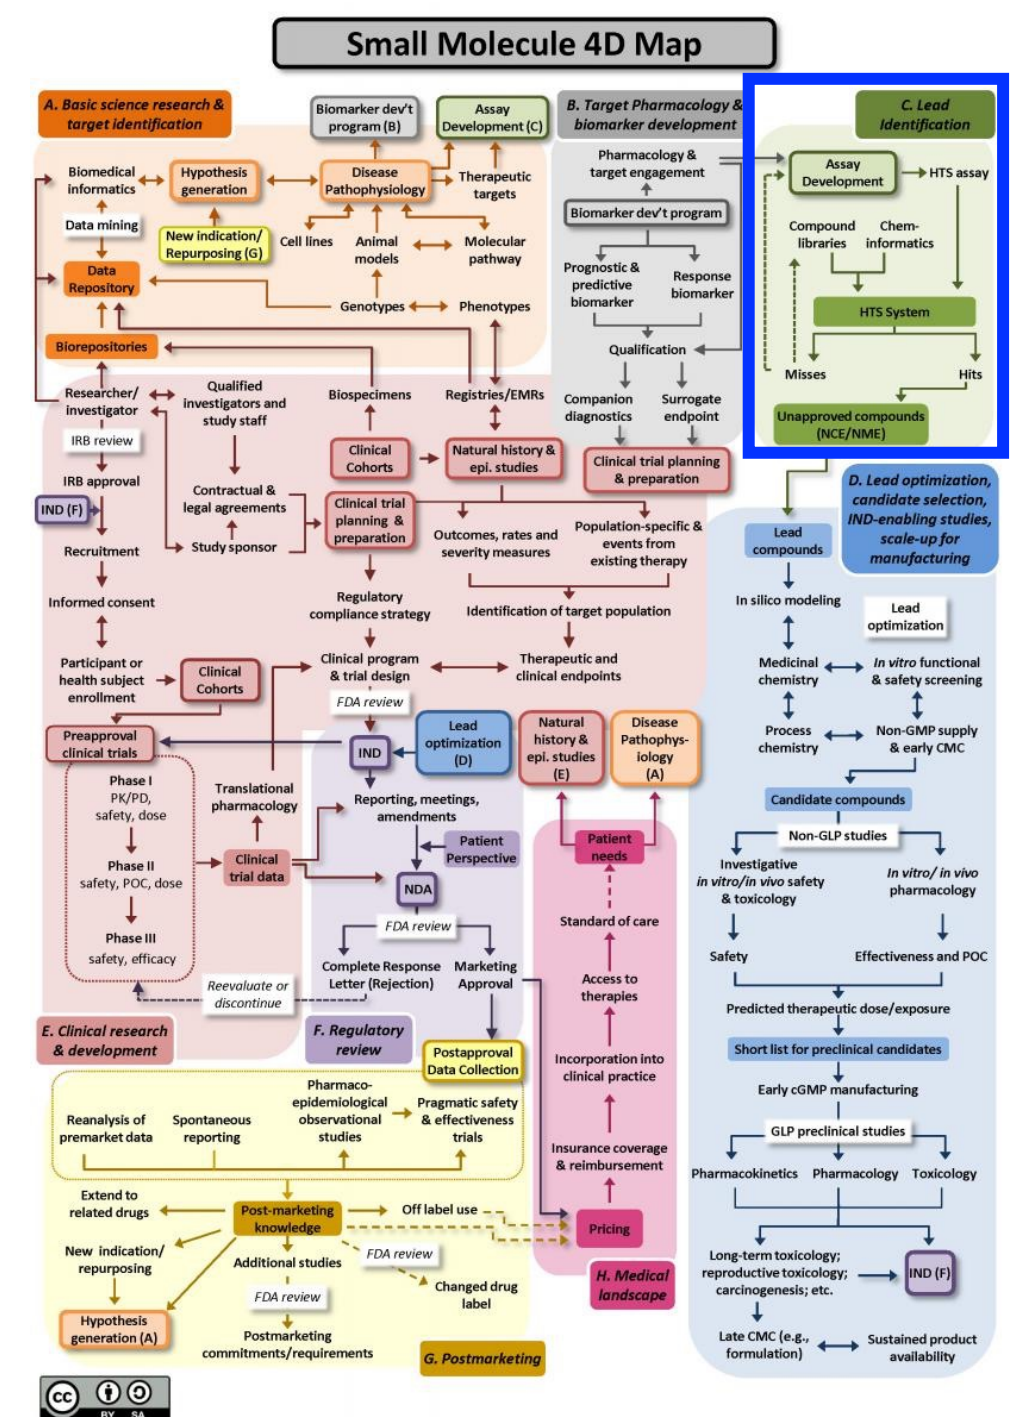 Small Molecule 4D Map
A. Basic science research &
target identification
Biomarker dev't
program (B)
Assay
Development (C)
Biomedical
informatics
Hypothesis
generation
Disease
Pathophysiology
Therapeutic
targets
Data mining
New indication/
Repurposing (G)
Cell lines
Animal
models
Molecular
pathway
Data
Repository
Genotypes
Phenotypes
Biorepositories
B. Target Pharmacology &
biomarker development
Pharmacology &
target engagement
Biomarker dev't program
Prognostic &
predictive
biomarker
Response
biomarker
Qualification
Companion
diagnostics
Surrogate
endpoint
Clinical trial planning
& preparation
C. Lead
Identification
Assay
Development
HTS assay
Compound
libraries
Chem-
informatics
HTS System
Misses
Hits
Unapproved compounds
(NCE/NME)
D. Lead optimization,
candidate selection,
IND-enabling studies,
scale-up for
manufacturing
Lead
compounds
In silico modeling
Lead
optimization
Medicinal
chemistry
In vitro functional
& safety screening
Process
chemistry
Non-GMP supply
& early CMC
Candidate compounds
Non-GLP studies
Investigative
in vitro/in vivo safety
& toxicology
In vitro/ in vivo
pharmacology
Safety
Effectiveness and POC
Predicted therapeutic dose/exposure
Short list for preclinical candidates
Early cGMP manufacturing
GLP preclinical studies
Pharmacokinetics
Pharmacology
Toxicology
Long-term toxicology;
reproductive toxicology;
carcinogenesis; etc.
IND (F)
Late CMC (e.g.,
formulation)
Sustained product
availability
Researcher/
investigator
Qualified
investigators and
study staff
Biospecimens
Registries/EMRs
IRB review
Clinical
Cohorts
Natural history &
epi. studies
IRB approval
IND (F)
Contractual &
legal agreements
Clinical trial
planning &
preparation
Study sponsor
Outcomes, rates and
severity measures
Population-specific &
events from
existing therapy
Recruitment
Informed consent
Regulatory
compliance strategy
Identification of target population
Participant or
health subject
enrollment
Clinical
Cohorts
Clinical program
& trial design
Therapeutic and
clinical endpoints
FDA review
Preapproval
clinical trials
Phase I
PK/PD,
safety, dose
Phase II
safety, POC, dose
Phase III
safety, efficacy
Translational
pharmacology
Clinical
trial data
Reevaluate or
discontinue
E. Clinical research
& development
IND
Lead
optimization
(D)
Natural
history &
epi. studies
(E)
Disease
Pathophys-
iology
(A)
Reporting, meetings,
amendments
Patient
Perspective
NDA
FDA review
Complete Response
Letter (Rejection)
Marketing
Approval
F. Regulatory
review
Patient
needs
Standard of care
Access to
therapies
Incorporation into
clinical practice
Insurance coverage
& reimbursement
Pricing
H. Medical
landscape
Postapproval
Data Collection
Reanalysis of
premarket data
Spontaneous
reporting
Pharmaco-
epidemiological
observational
studies
Pragmatic safety
& effectiveness
trials
Extend to
related drugs
Post-marketing
knowledge
Off label use
New indication/
repurposing
Additional studies
FDA review
Changed drug
label
FDA review
Hypothesis
generation (A)
Postmarketing
commitments/requirements
G. Postmarketing
cc
BY SA